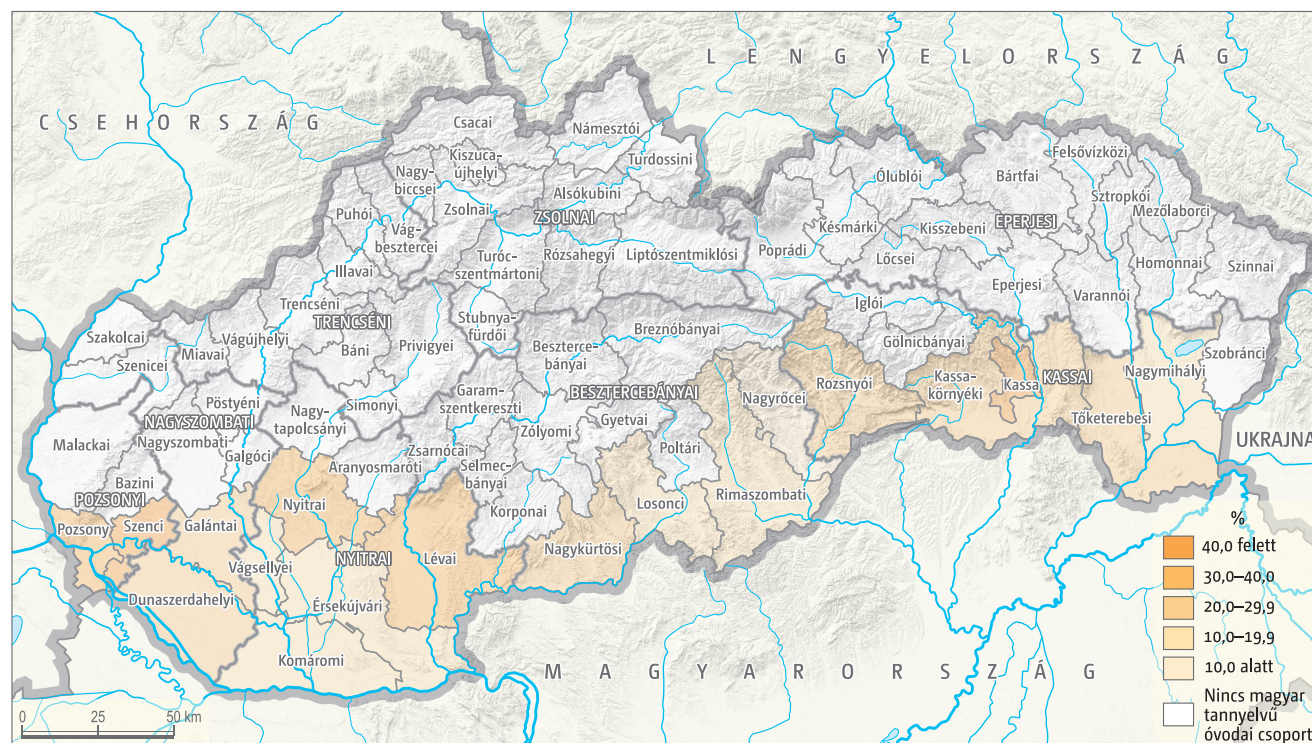 LENGYELORSZÁG
CSEHORSZÁG
Csacai
Námesztói
Kiszuca-
újhelyi
Turdossini
Felsővízközi
Nagy-
biccsei
Ólublói
Bártfai
Alsókubini
Sztropkói
Puhói
Zsolnai
ZSOLNAI
Késmárki
Kisszebeni
EPERJESI
Mezőlaborci
Vág-
besztercei
Turóc-
szentmártoni
Rózsahegyi
Liptószentmiklósi
Poprádi
Lőcsei
Homonnai
Szinnai
Illavai
Eperjesi
Varannói
Trencséni
TRENCSÉNI
Stubnya-
fürdői
Iglói
Szakolcai
Vágújhelyi
Privigyei
Breznóbányai
Gölnicbányai
Miavai
Báni
Beszterce-
bányai
Szobránci
Szenicei
Nagymihályi
Garam-
szentkereszti
BESZTERCEBÁNYAI
Rozsnyói
Kassa-
környéki
Kassa
KASSAI
Pöstyéni
Simonyi
Nagyrőcei
NAGYSZOMBATI
Nagy-
tapolcsányi
Gyetvai
Tőketerebesi
Malackai
Nagyszombati
Zólyomi
Poltári
UKRAJNA
Galgóci
Zsarnócai
Aranyosmaróti
Selmec-
bányai
Bazini
POZSONYI
Nyitrai
Korponai
Losonci
Rimaszombati
Pozsony
Szenci
Galántai
Nagykürtösi
NYITRAI
Lévai
Vágsellyei
Dunaszerdahelyi
Érsekújvári
Komáromi
MAGYARORSZÁG
%
40,0 felett
30,0–40,0
20,0–29,9
10,0–19,9
10,0 alatt
Nincs magyar
tannyelvű
óvodai csoport
0 25 50 km